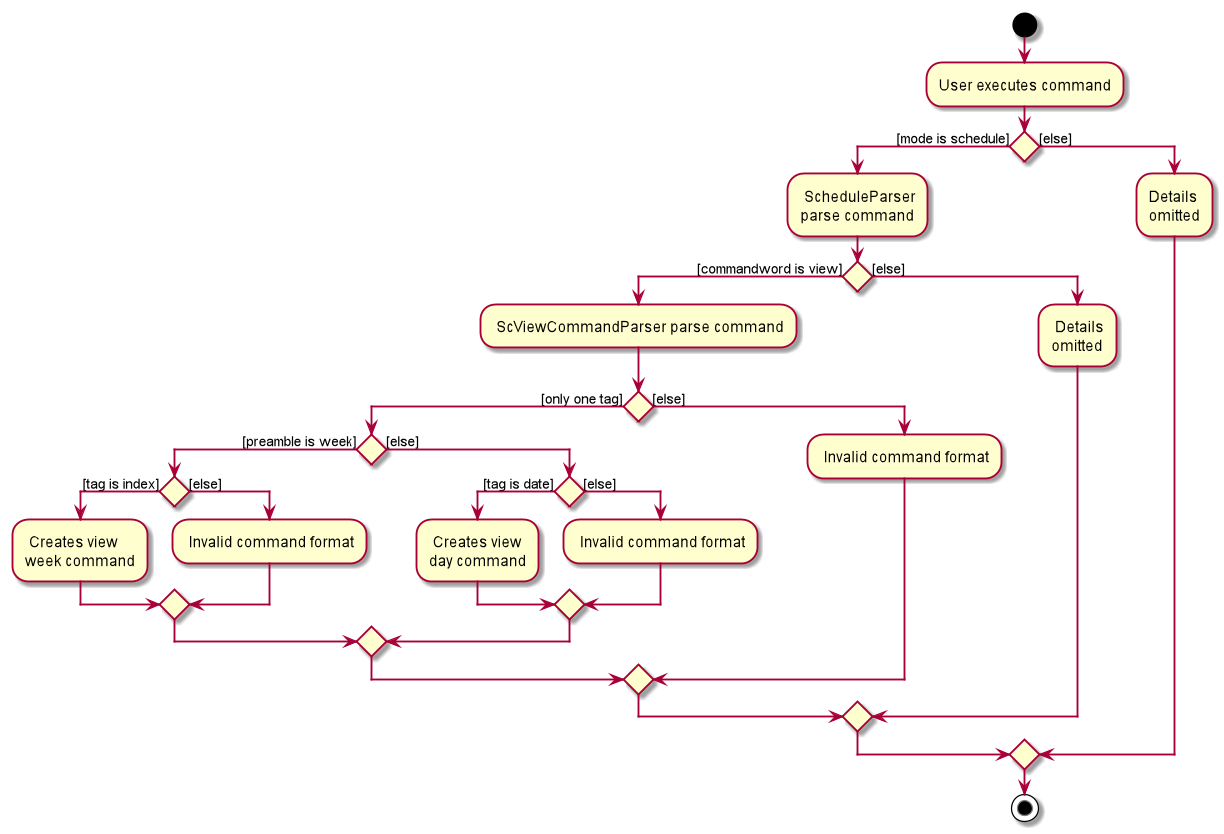 User executes command
[mode is schedule]
[else]
ScheduleParser
parse command
Details
omitted
[commandword is view]
[else]
ScViewCommandParser parse command
Details
omitted
[only one tag]
[else]
[preamble is week]
[else]
Invalid command format
[tag is index]
[else]
[tag is date]
[else]
Creates view
week command
Invalid command format
Creates view
day command
Invalid command format